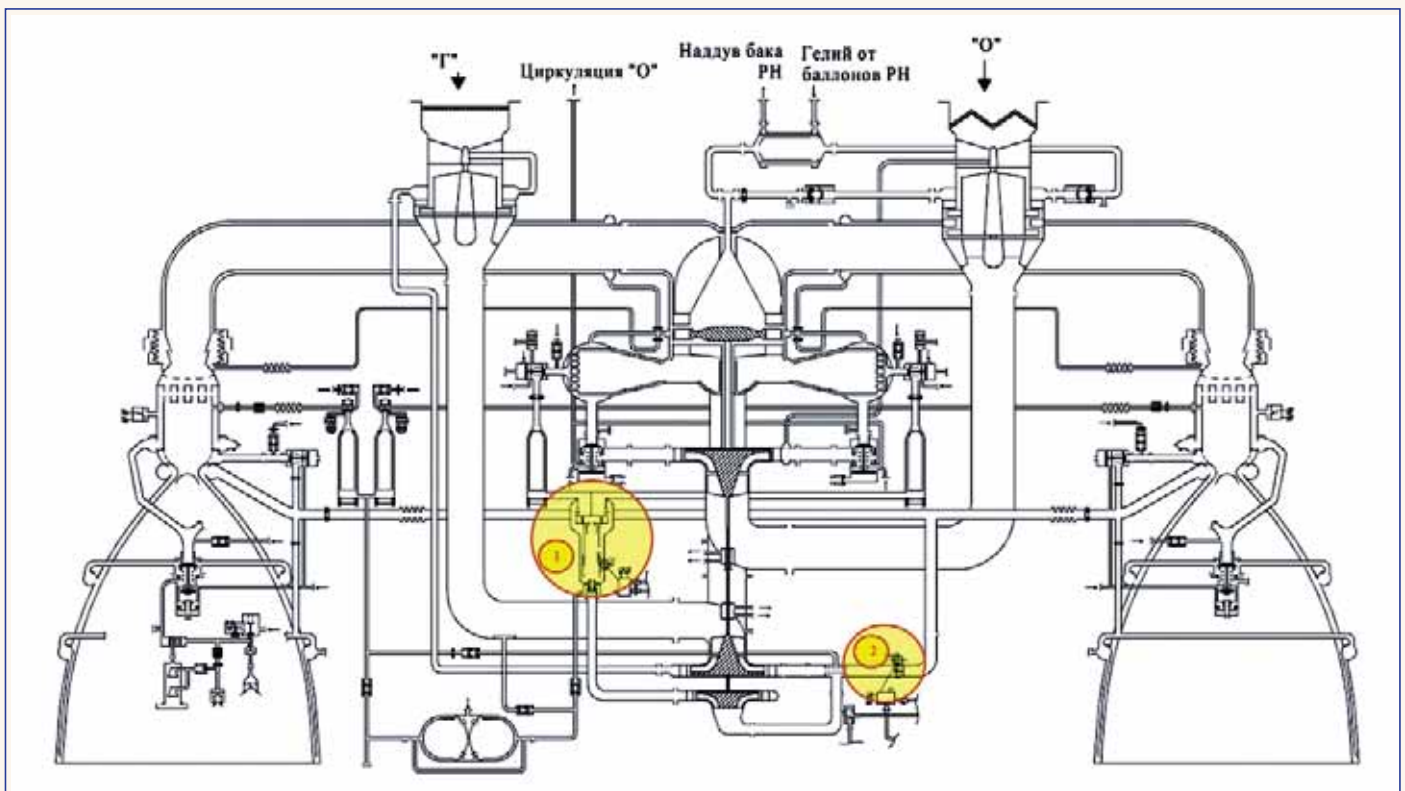 "Г"
Циркуляция "О"
Наддув бака
РН
Гелий от
баллонов РН
"О"
1
2